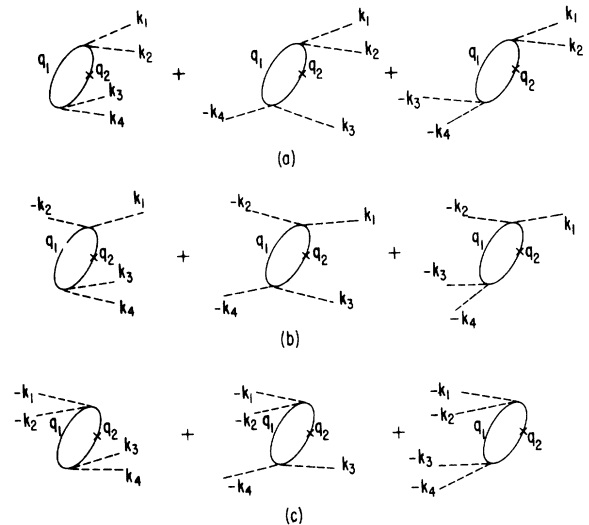 k₁ k₁ k₁
q₁ k₂ q₁ k₂ q₁ k₂
q₂ + q₂ + q₂
k₃ -k₃
k₄ -k₄ k₃ -k₄
(a)
-k₂ k₁ -k₂ k₁ -k₂ k₁
q₁ q₂ + q₁ q₂ + q₁ q₂
k₃ -k₃
k₄ -k₄ k₃ -k₄
(b)
-k₁ -k₁ -k₁
-k₂ q₁ q₂ + -k₂ q₁ q₂ + -k₂ q₁ q₂
k₃ -k₃
k₄ -k₄ k₃ -k₄
(c)